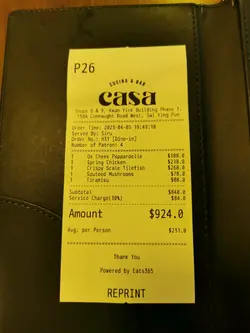 P26
CUCINA & BAR
casa
Shops 8 & 9, Kwan Yick Building Phase 1,
158A Connaught Road West, Sai Ying Pun
Order Time: 2023-04-05 19:49:18
Served By: Siru
Order No.: H17 [Dine-in]
Number of Patron: 4
1 Ox Cheek Pappardelle $188.0
1 Spring Chicken $218.0
1 Crispy Scale Tilefish $268.0
1 Sauteed Mushrooms $78.0
1 Tiramisu $88.0
Subtotal $840.0
Service Charge(10%) $84.0
Amount $924.0
Avg. per Person $231.0
Thank You
Powered by Eats365
REPRINT